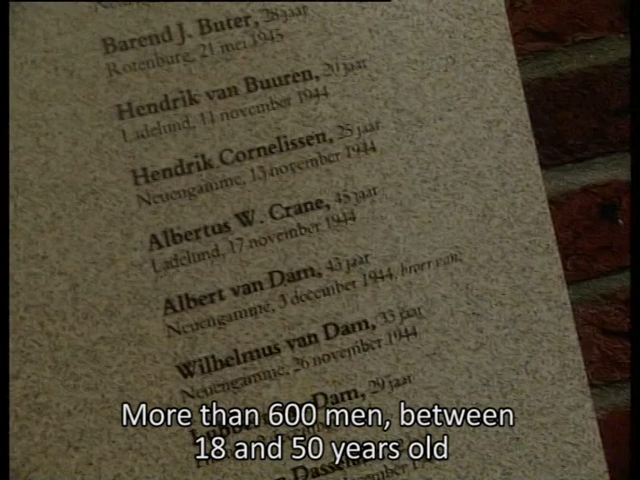 Barend J. Buter, 28 jaar
Rotenburg, 21 mei 1945
Hendrik van Buuren, 20 jaar
Ladelund, 11 november 1944
Hendrik Cornelissen, 25 jaar
Neuengamme, 13 november 1944
Albertus W. Crane, 45 jaar
Ladelund, 17 november 1944
Albert van Dam, 43 jaar
Neuengamme, 3 december 1944, broer van:
Wilhelmus van Dam, 33 jaar
Neuengamme, 26 november 1944
Dam, 29 jaar
More than 600 men, between
18 and 50 years old